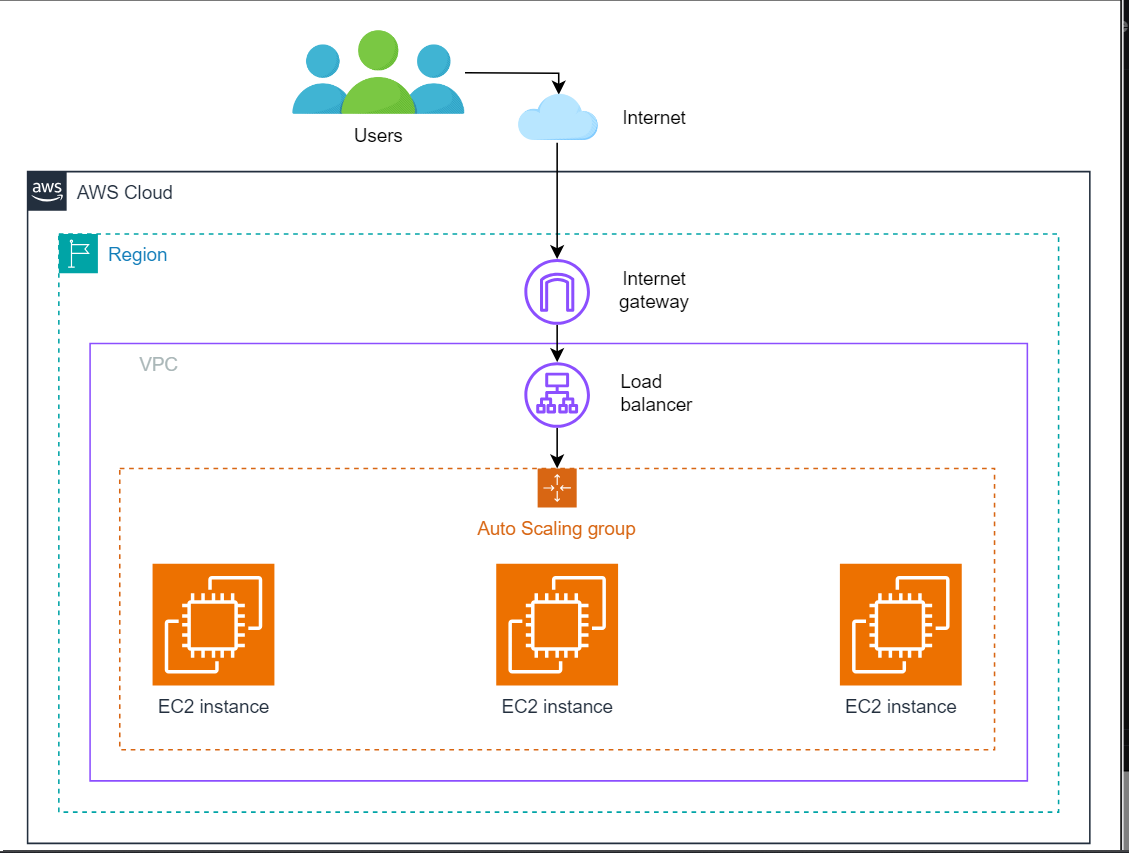 Users
Internet
aws
AWS Cloud
Region
Internet
gateway
VPC
Load
balancer
Auto Scaling group
EC2 instance
EC2 instance
EC2 instance